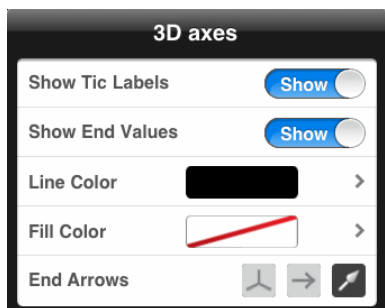 3D axes
Show Tic Labels Show
Show End Values Show
Line Color
Fill Color
End Arrows